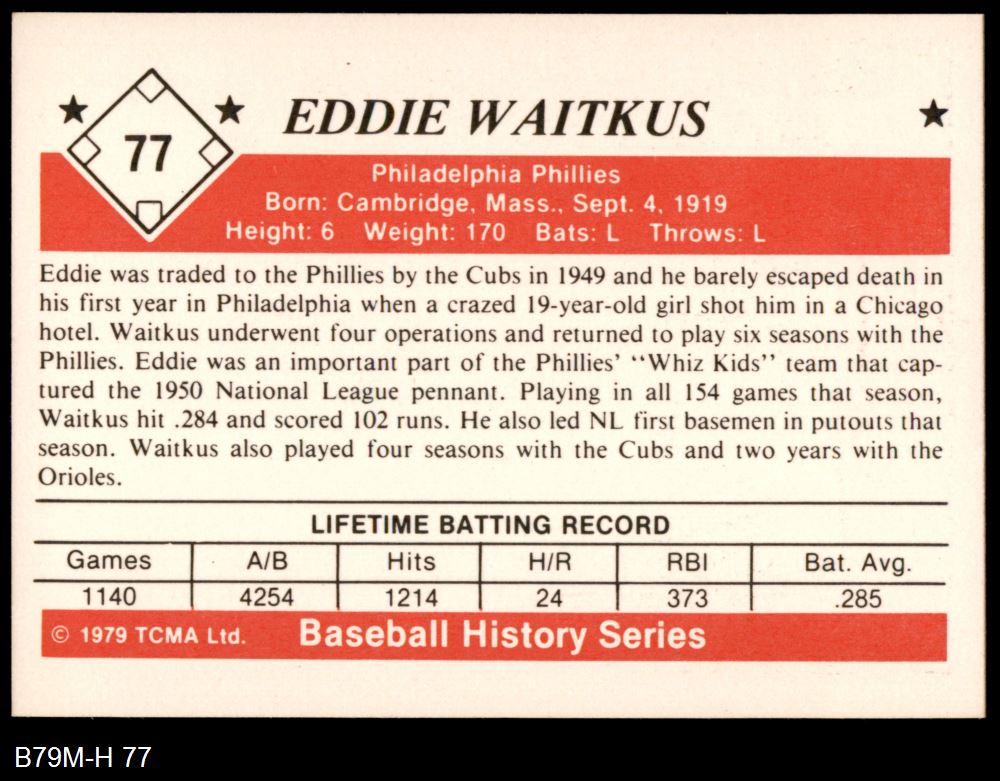 EDDIE WAITKUS
77
Philadelphia Phillies
Born: Cambridge, Mass., Sept. 4, 1919
Height: 6 Weight: 170 Bats: L Throws: L
Eddie was traded to the Phillies by the Cubs in 1949 and he barely escaped death in
his first year in Philadelphia when a crazed 19-year-old girl shot him in a Chicago
hotel. Waitkus underwent four operations and returned to play six seasons with the
Phillies. Eddie was an important part of the Phillies' "Whiz Kids" team that cap-
tured the 1950 National League pennant. Playing in all 154 games that season,
Waitkus hit .284 and scored 102 runs. He also led NL first basemen in putouts that
season. Waitkus also played four seasons with the Cubs and two years with the
Orioles.
LIFETIME BATTING RECORD
Games A/B Hits H/R RBI Bat. Avg.
1140 4254 1214 24 373 .285
© 1979 TCMA Ltd. Baseball History Series
B79M-H 77